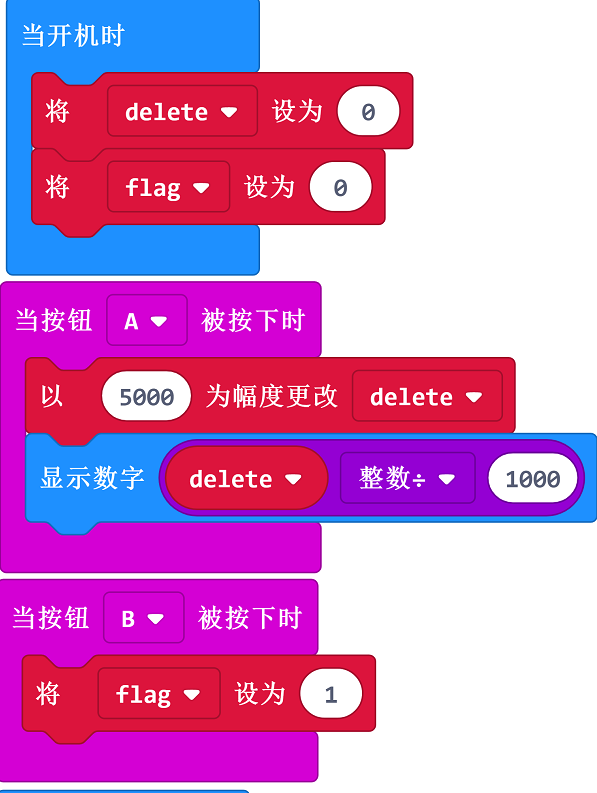 当开机时
将 delete 设为 0
将 flag 设为 0
当按钮 A 被按下时
以 5000 为幅度更改 delete
显示数字 delete 整数÷ 1000
当按钮 B 被按下时
将 flag 设为 1